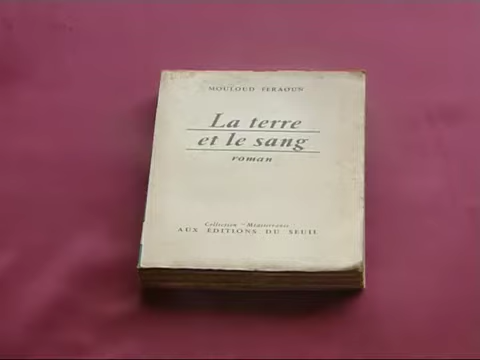 MOULOUD FERAOUN
La terre
et le sang
roman
Collection "Méditerranée"
AUX EDITIONS DU SEUIL